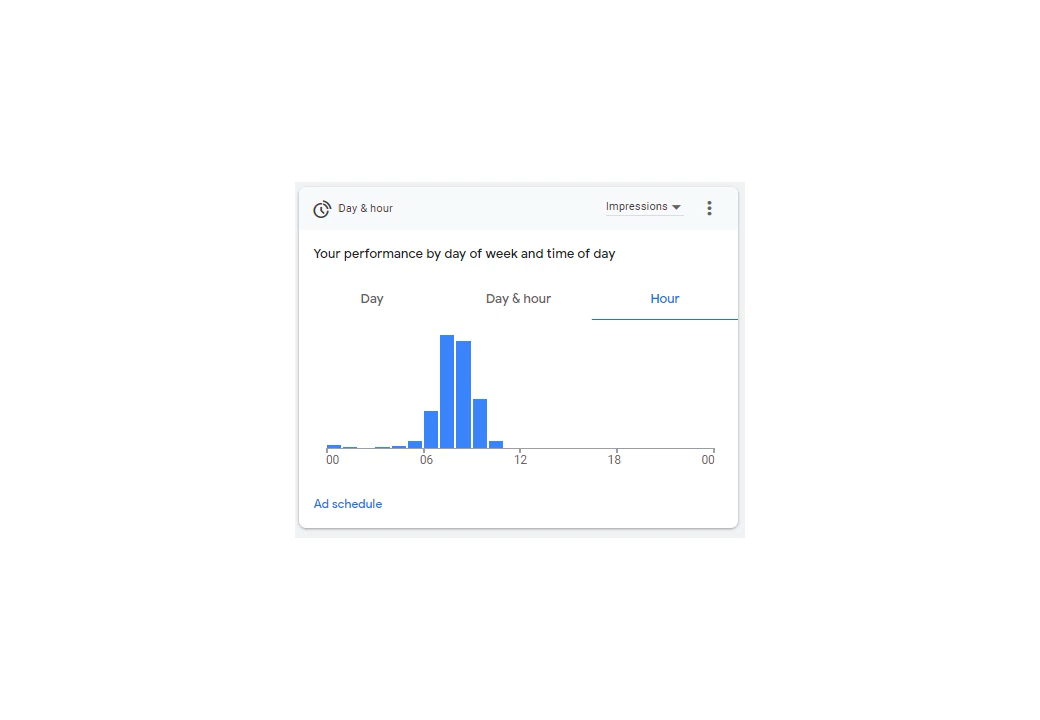 Day & hour
Impressions
Your performance by day of week and time of day
Day
Day & hour
Hour
00
06
12
18
00
Ad schedule